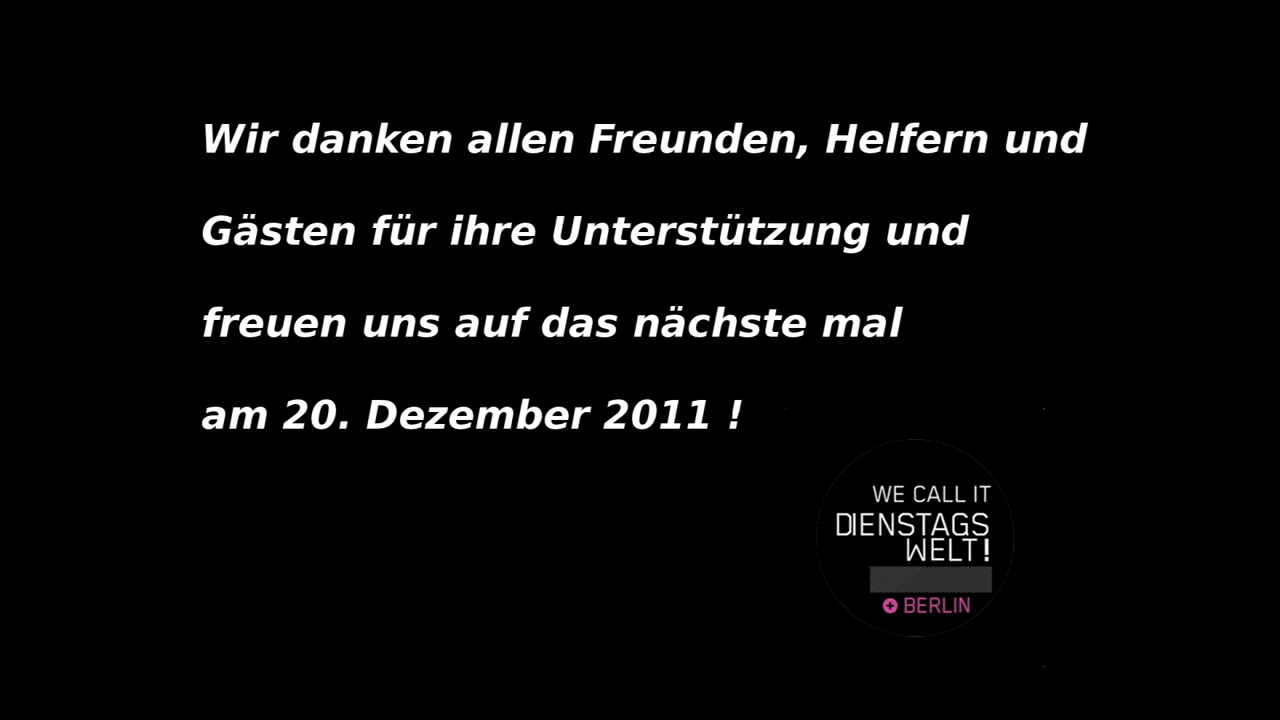 Wir danken allen Freunden, Helfern und
Gästen für ihre Unterstützung und
freuen uns auf das nächste mal
am 20. Dezember 2011 !
WE CALL IT
DIENSTAGS
WELT!
BERLIN